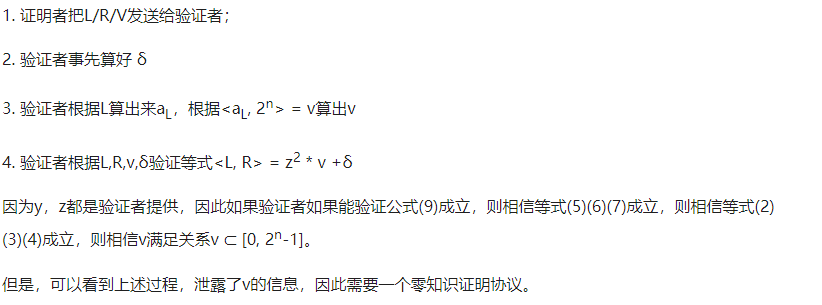 1. 证明者把L/R/V发送给验证者；
2. 验证者事先算好 δ
3. 验证者根据L算出来aL，根据<aL, 2n> = v算出v
4. 验证者根据L,R,v,δ验证等式<L, R> = z2 * v +δ
因为y，z都是验证者提供，因此如果验证者如果能验证公式(9)成立，则相信等式(5)(6)(7)成立，则相信等式(2)
(3)(4)成立，则相信v满足关系v ⊂ [0, 2n-1]。
但是，可以看到上述过程，泄露了v的信息，因此需要一个零知识证明协议。